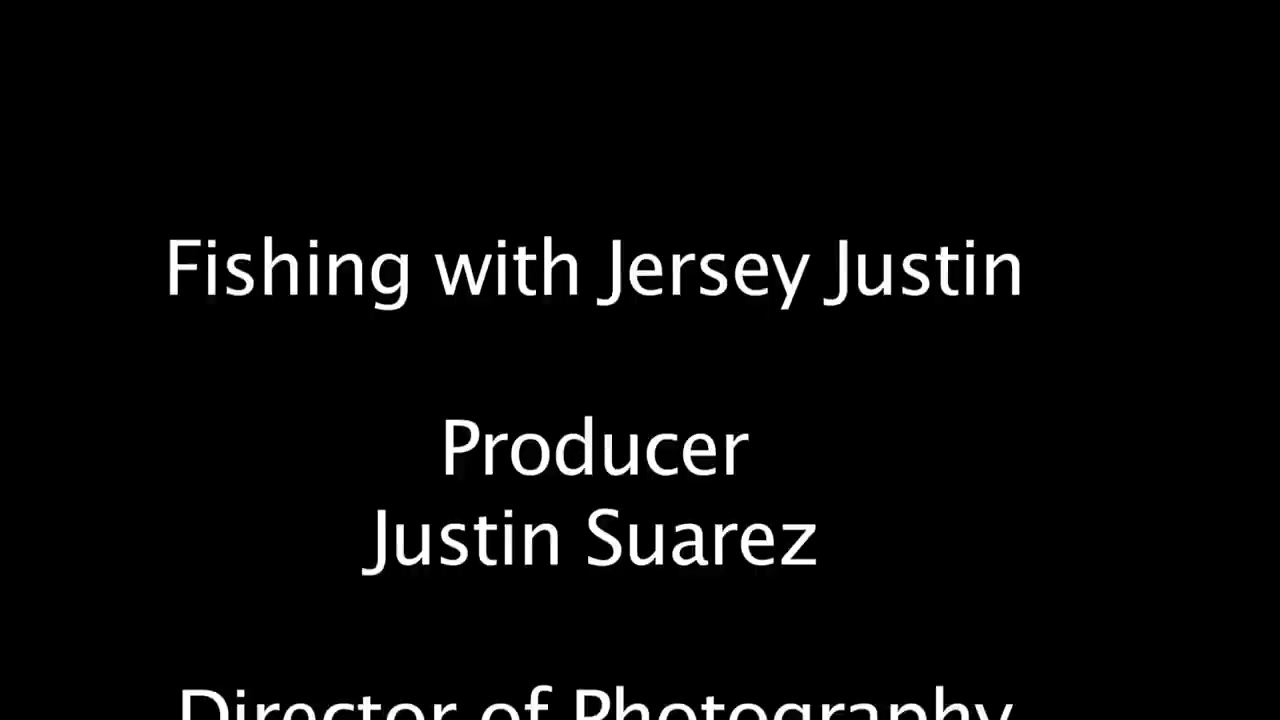 Fishing with Jersey Justin
Producer
Justin Suarez
Director of Photography